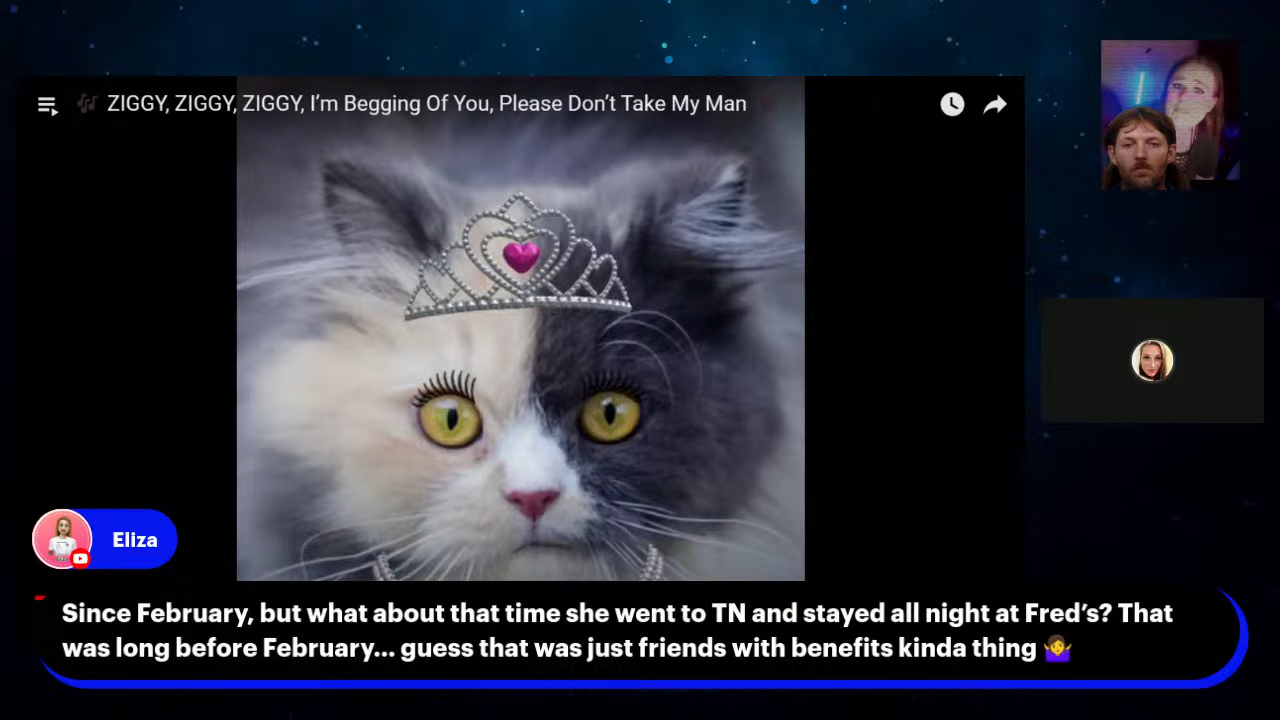 🎶 ZIGGY, ZIGGY, ZIGGY, I’m Begging Of You, Please Don’t Take My Man
Eliza
Since February, but what about that time she went to TN and stayed all night at Fred’s? That
was long before February... guess that was just friends with benefits kinda thing 🤷‍♀️